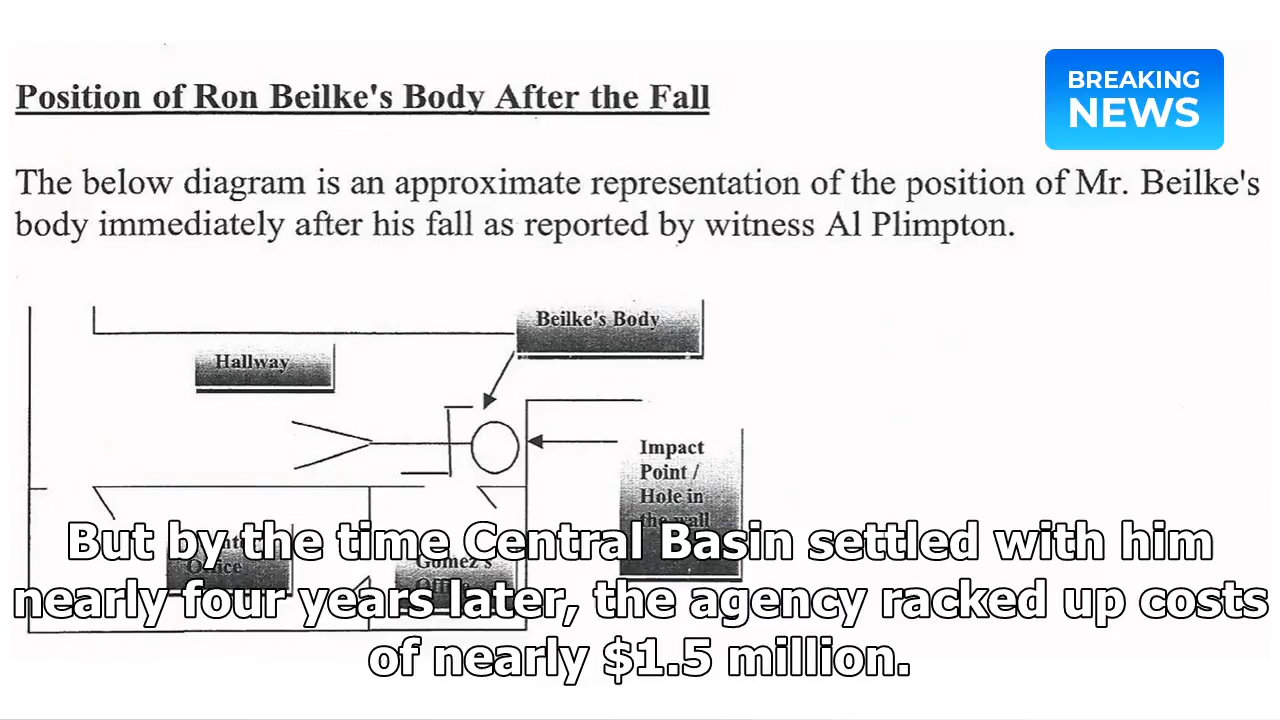 Position of Ron Beilke's Body After the Fall
BREAKING
NEWS
The below diagram is an approximate representation of the position of Mr. Beilke's
body immediately after his fall as reported by witness Al Plimpton.
Beilke's Body
Hallway
Impact
Point /
Hole in
the wall
Gomez's
But by the time Central Basin settled with him
nearly four years later, the agency racked up costs
of nearly $1.5 million.